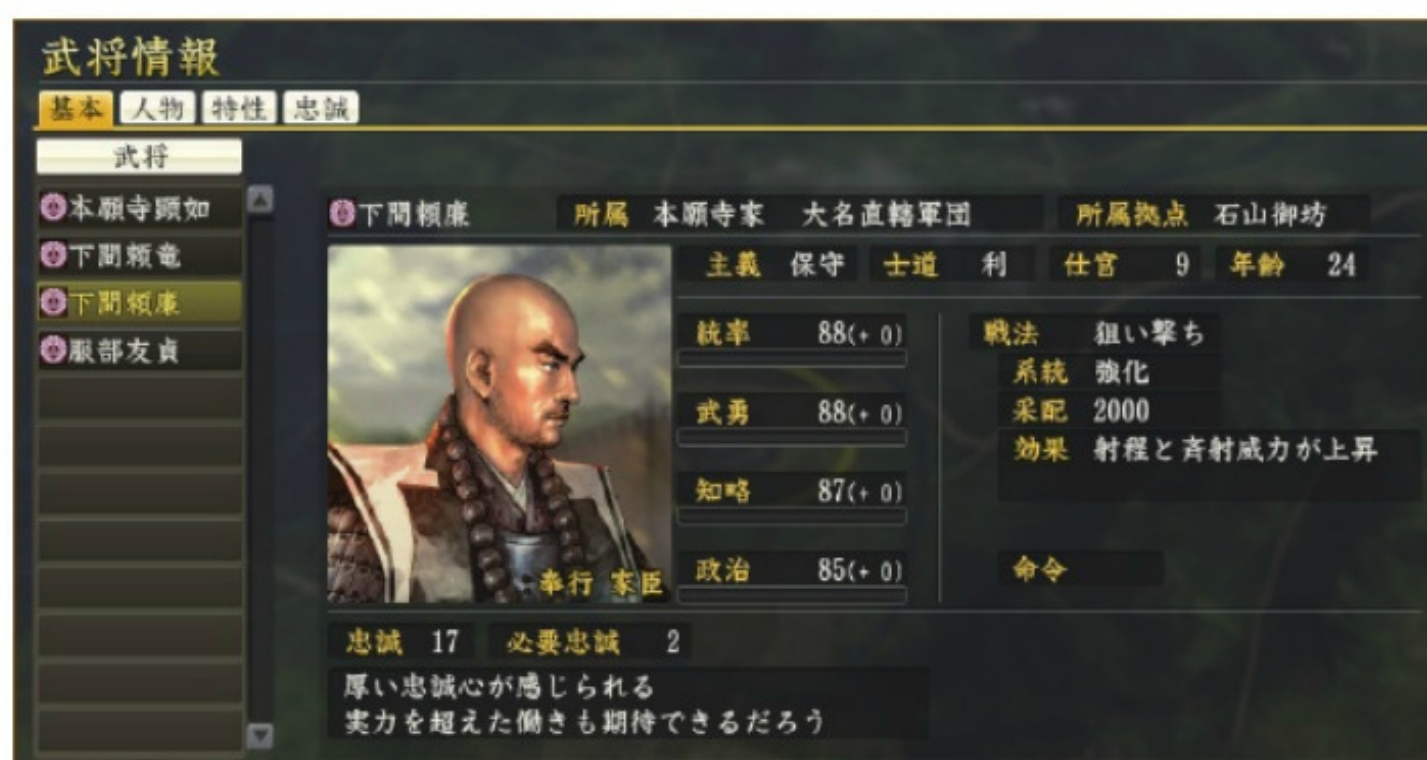 武将情報
基本 人物 特性 忠誠
武将
本願寺顕如
下間頼竜
下間頼廉
服部友貞
下間頼廉 所属 本願寺家 大名直轄軍団 所属拠点 石山御坊
主義 保守 士道 利 仕官 9 年齢 24
統率 88(+ 0)
武勇 88(+ 0)
知略 87(+ 0)
政治 85(+ 0)
戦法 狙い撃ち
系統 強化
采配 2000
効果 射程と斉射威力が上昇
命令
奉行 家臣
忠誠 17 必要忠誠 2
厚い忠誠心が感じられる
実力を超えた働きも期待できるだろう